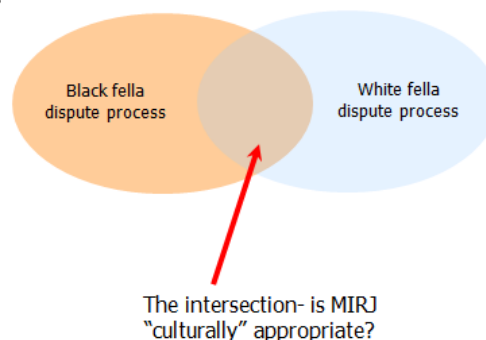 Black fella
dispute process
White fella
dispute process
The intersection- is MIRJ
“culturally” appropriate?